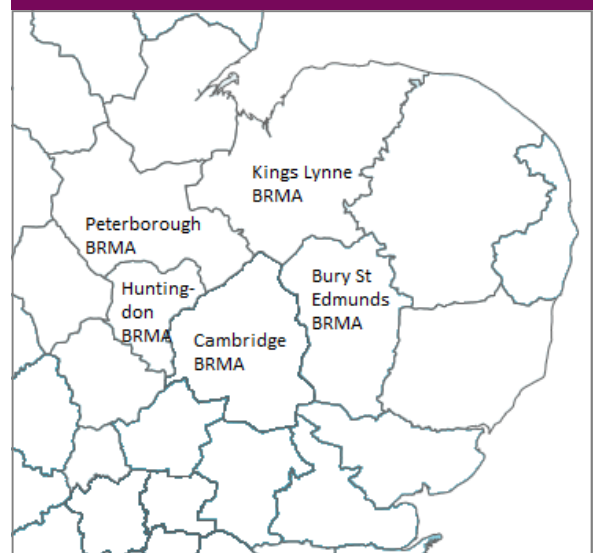 Kings Lynne
BRMA
Peterborough
BRMA
Hunting-
don
BRMA
Bury St
Edmunds
BRMA
Cambridge
BRMA